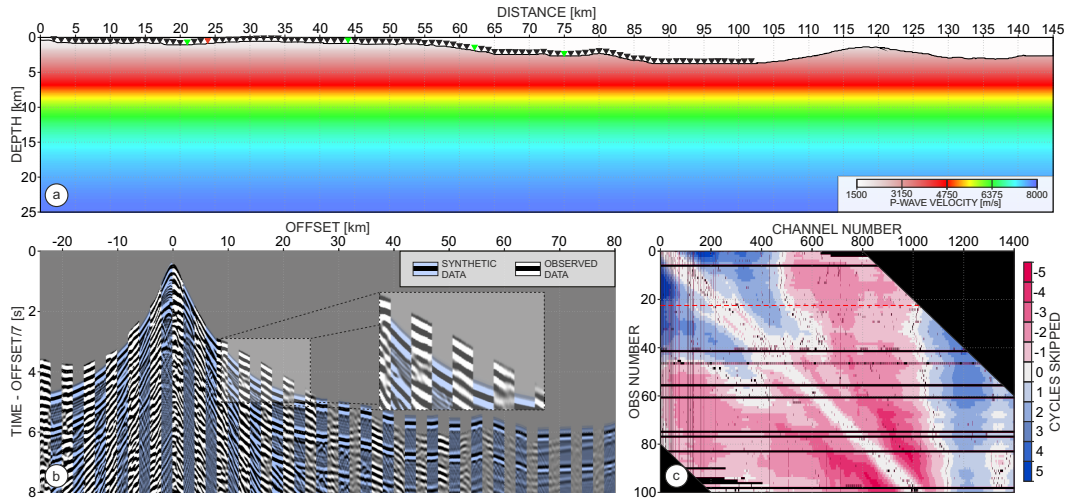 DISTANCE [km]
0 5 10 15 20 25 30 35 40 45 50 55 60 65 70 75 80 85 90 95 100 105 110 115 120 125 130 135 140 145
DEPTH [km]
0
5
10
15
20
25
a
1500 3150 4750 6375 8000
P-WAVE VELOCITY [m/s]
OFFSET [km]
-20 -10 0 10 20 30 40 50 60 70 80
TIME - OFFSET/7 [s]
0
2
4
6
8
SYNTHETIC
DATA
OBSERVED
DATA
b
CHANNEL NUMBER
0 200 400 600 800 1000 1200 1400
OBS NUMBER
0
20
40
60
80
100
c
-5
-4
-3
-2
-1
0
1
2
3
4
5
CYCLES SKIPPED